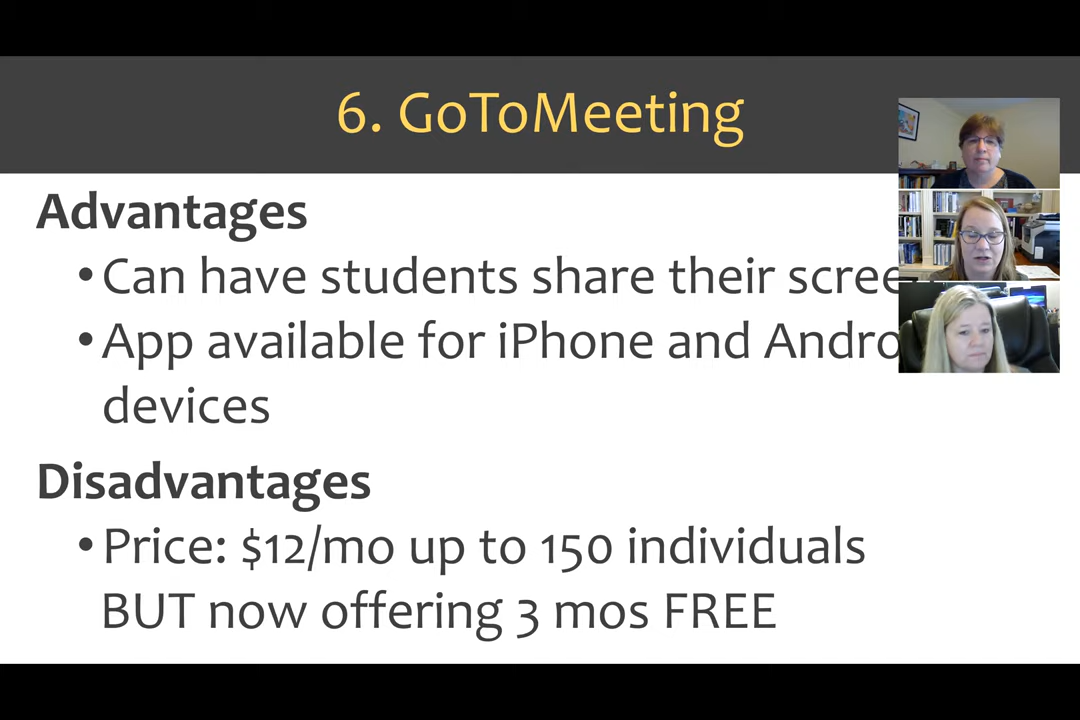 6. GoToMeeting
Advantages
• Can have students share their
• App available for iPhone and
devices
Disadvantages
• Price: $12/mo up to 150 individuals
BUT now offering 3 mos FREE